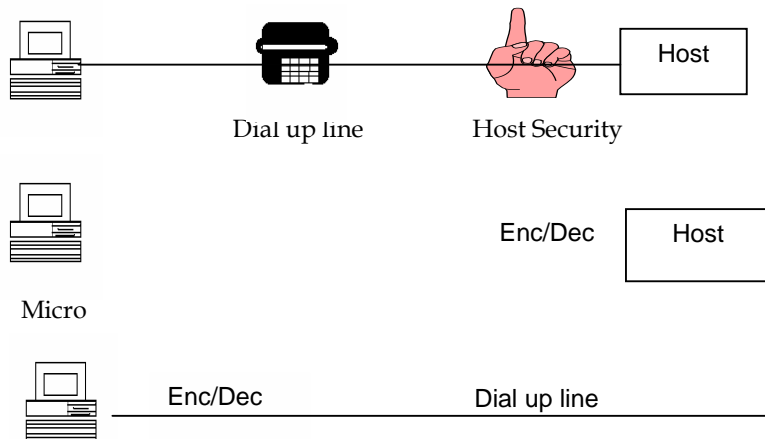 Host
Dial up line Host Security
Enc/Dec Host
Micro
Enc/Dec Dial up line